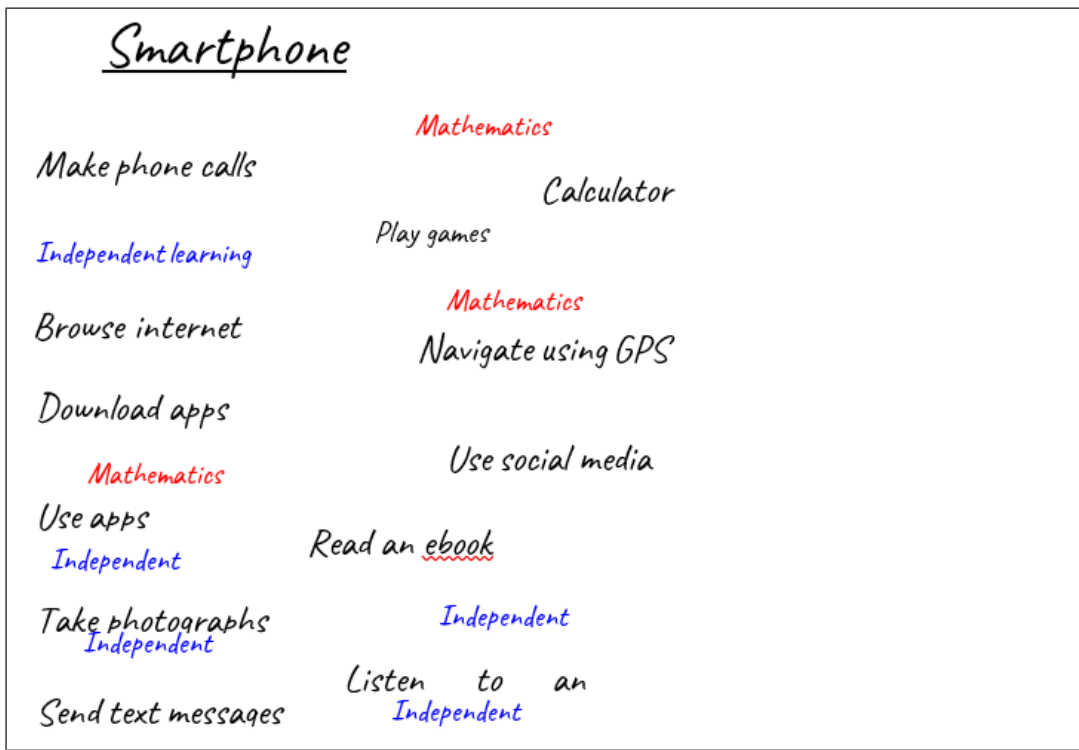 Smartphone
Mathematics
Make phone calls
Calculator
Play games
Independent learning
Mathematics
Browse internet
Navigate using GPS
Download apps
Use social media
Mathematics
Use apps
Read an ebook
Independent
Take photographs
Independent
Independent
Listen to an
Send text messages
Independent